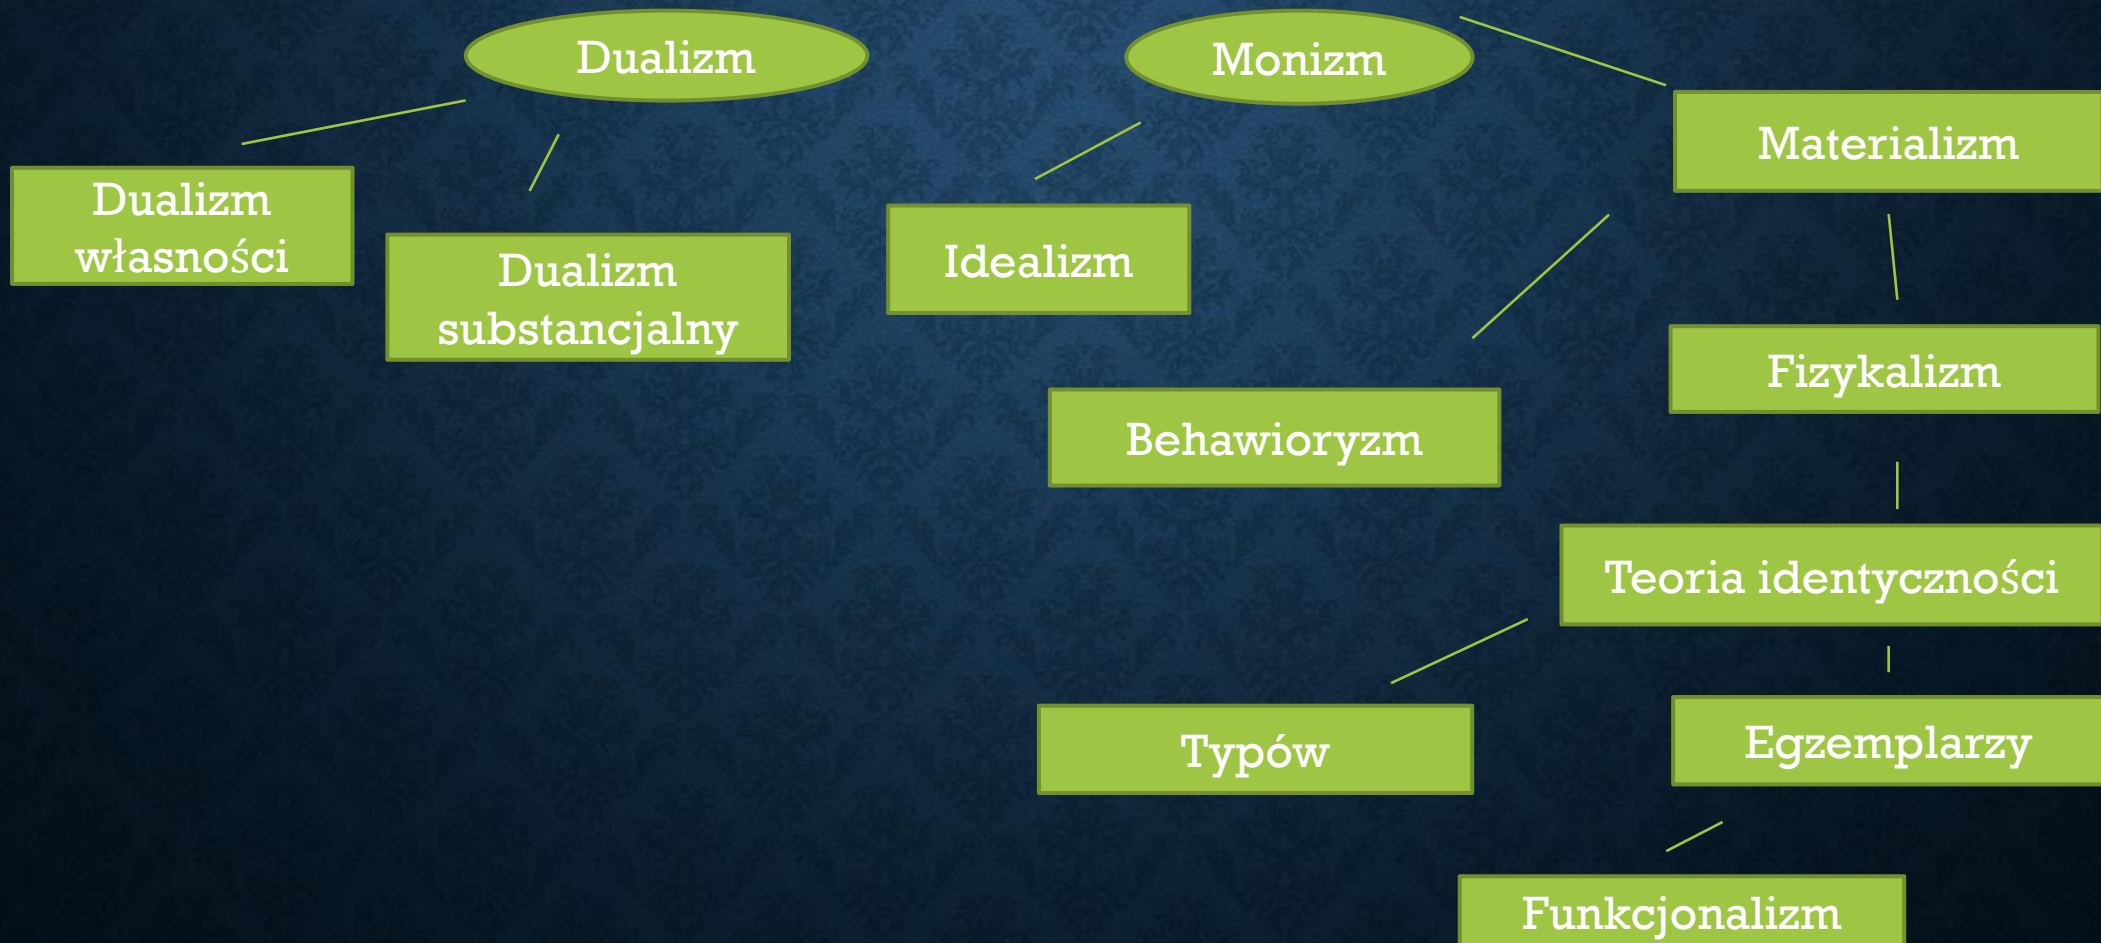 Dualizm
Monizm
Materializm
Dualizm
własności
Dualizm
substancjalny
Idealizm
Fizykalizm
Behawioryzm
Teoria identyczności
Typów
Egzemplarzy
Funkcjonalizm